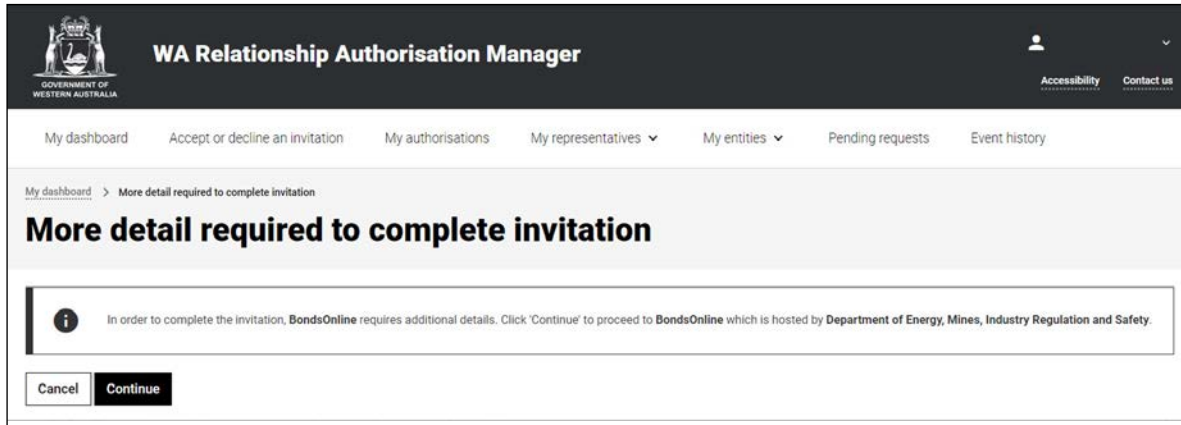 GOVERNMENT OF
WESTERN AUSTRALIA
WA Relationship Authorisation Manager
Accessibility Contact us
My dashboard Accept or decline an invitation My authorisations My representatives My entities Pending requests Event history
My dashboard > More detail required to complete invitation
More detail required to complete invitation
In order to complete the invitation, BondsOnline requires additional details. Click 'Continue' to proceed to BondsOnline which is hosted by Department of Energy, Mines, Industry Regulation and Safety.
Cancel Continue